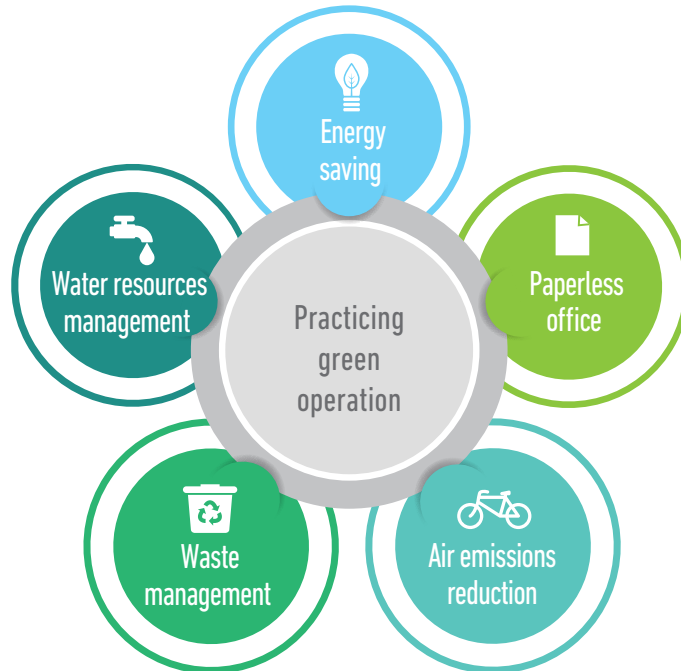 Energy
saving
Paperless
office
Air emissions
reduction
Waste
management
Water resources
management
Practicing
green
operation